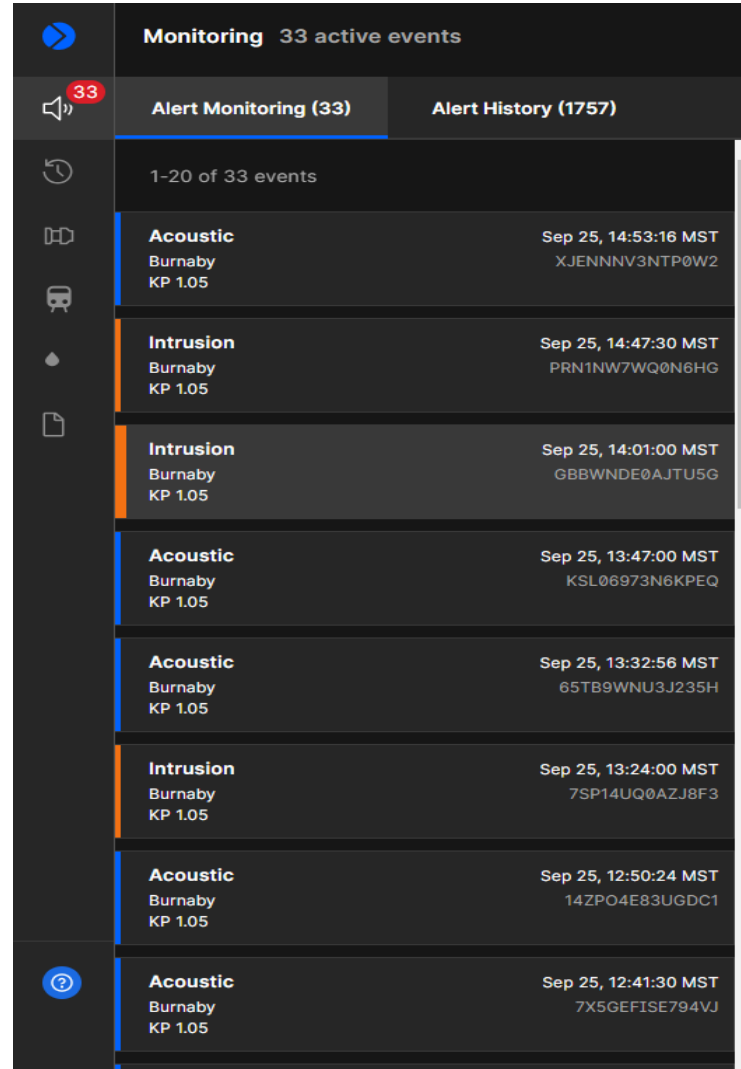 Monitoring 33 active events
33
Alert Monitoring (33) Alert History (1757)
1-20 of 33 events
Acoustic Sep 25, 14:53:16 MST
Burnaby XJENNNV3NTPØW2
KP 1.05
Intrusion Sep 25, 14:47:30 MST
Burnaby PRN1NW7WQØN6HG
KP 1.05
Intrusion Sep 25, 14:01:00 MST
Burnaby GBBWNDEØAJTU5G
KP 1.05
Acoustic Sep 25, 13:47:00 MST
Burnaby KSLØ6973N6KPEQ
KP 1.05
Acoustic Sep 25, 13:32:56 MST
Burnaby 65TB9WNU3J235H
KP 1.05
Intrusion Sep 25, 13:24:00 MST
Burnaby 7SP14UQØAZJ8F3
KP 1.05
Acoustic Sep 25, 12:50:24 MST
Burnaby 14ZPO4E83UGDC1
KP 1.05
Acoustic Sep 25, 12:41:30 MST
Burnaby 7X5GEFISE794VJ
KP 1.05
?